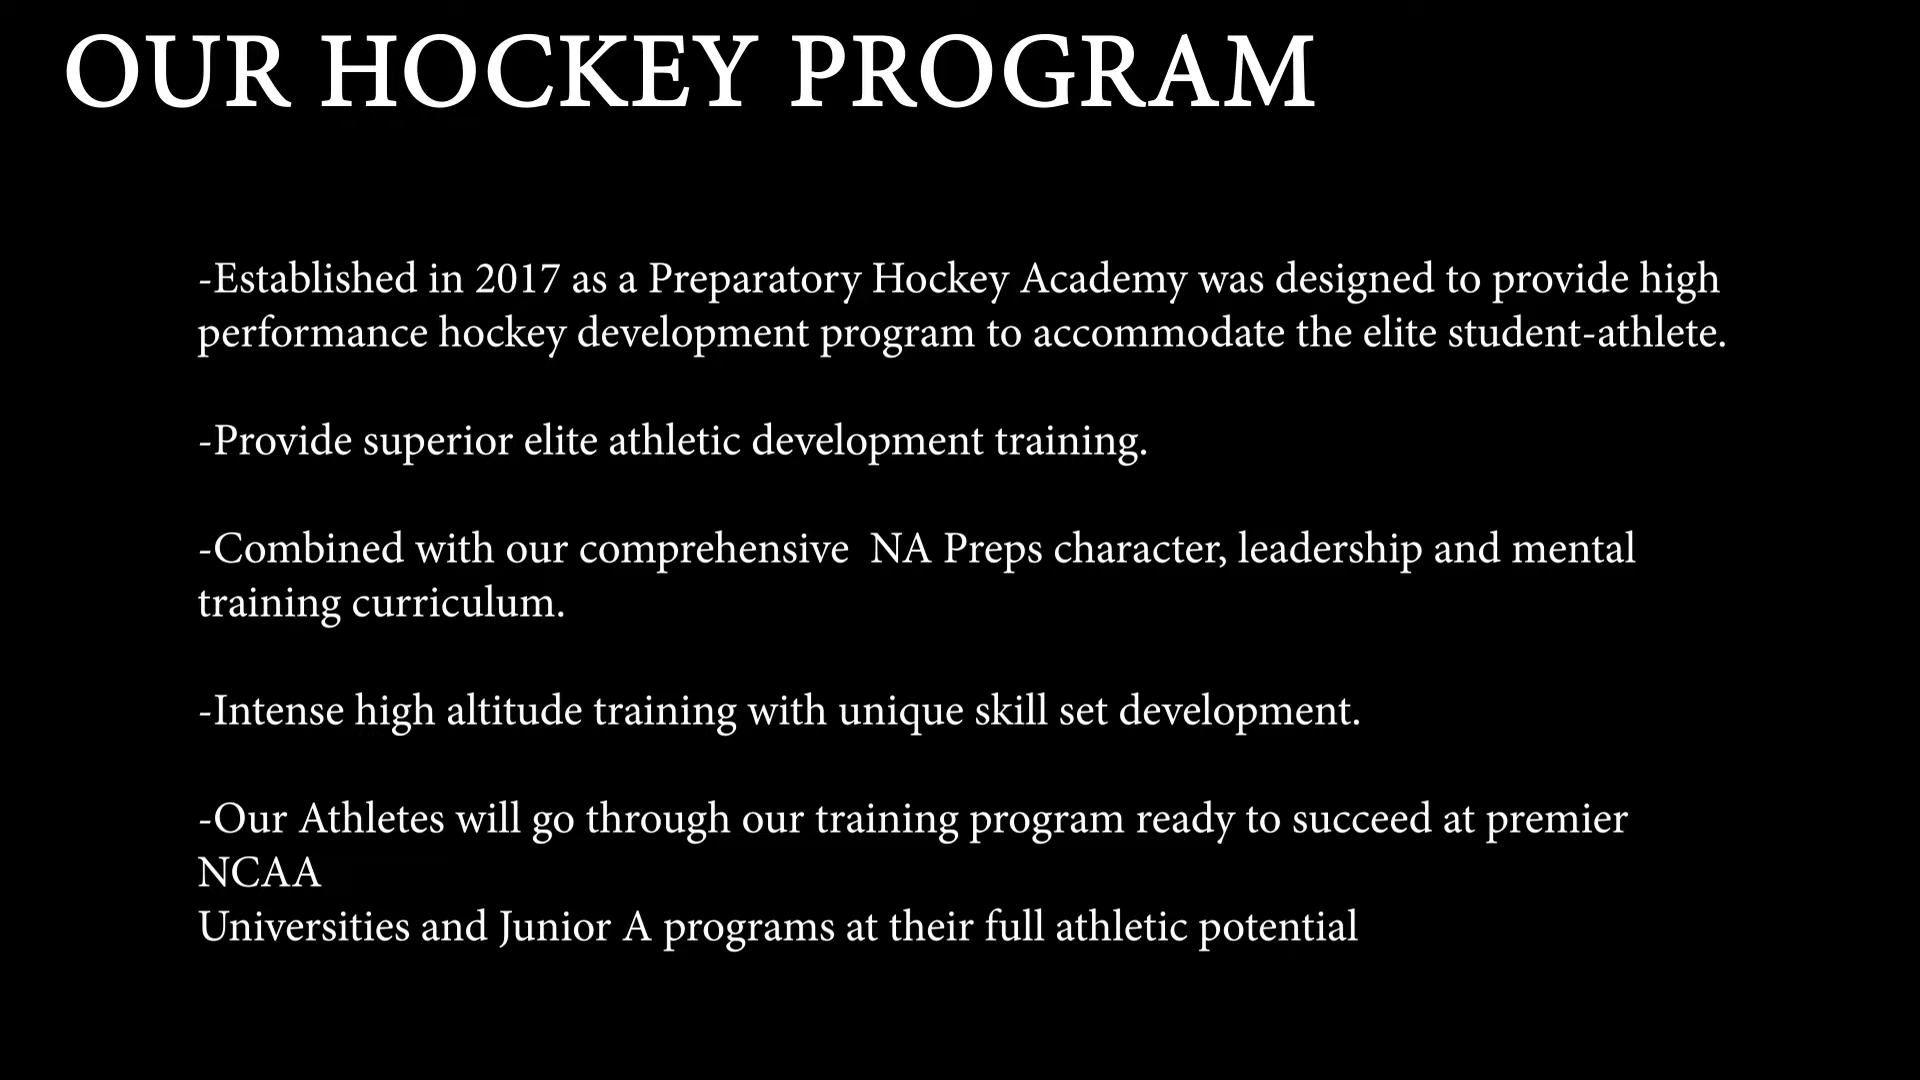 OUR HOCKEY PROGRAM
-Established in 2017 as a Preparatory Hockey Academy was designed to provide high
performance hockey development program to accommodate the elite student-athlete.
-Provide superior elite athletic development training.
-Combined with our comprehensive  NA Preps character, leadership and mental
training curriculum.
-Intense high altitude training with unique skill set development.
-Our Athletes will go through our training program ready to succeed at premier
NCAA
Universities and Junior A programs at their full athletic potential